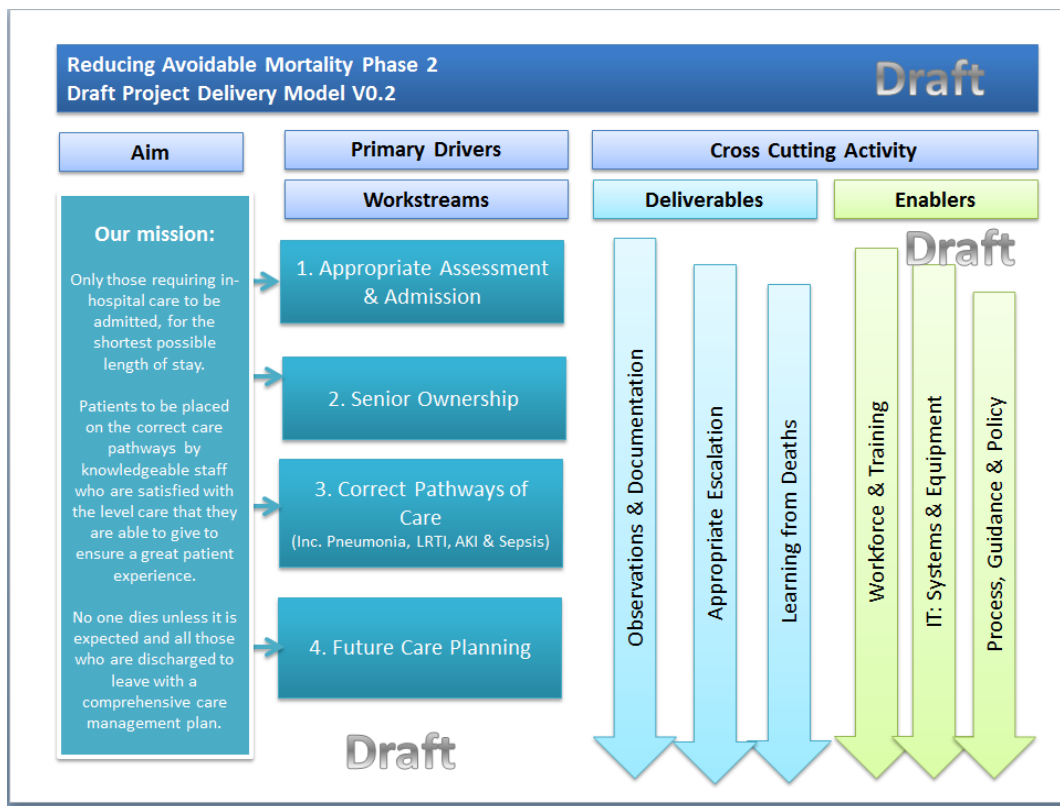 Reducing Avoidable Mortality Phase 2
Draft Project Delivery Model V0.2
Draft
Aim
Primary Drivers
Cross Cutting Activity
Workstreams
Deliverables
Enablers
Our mission:
Only those requiring in-
hospital care to be
admitted, for the
shortest possible
length of stay.
Patients to be placed
on the correct care
pathways by
knowledgeable staff
who are satisfied with
the level care that they
are able to give to
ensure a great patient
experience.
No one dies unless it is
expected and all those
who are discharged to
leave with a
comprehensive care
management plan.
1. Appropriate Assessment
& Admission
2. Senior Ownership
3. Correct Pathways of
Care
(Inc. Pneumonia, LRTI, AKI & Sepsis)
4. Future Care Planning
Observations & Documentation
Appropriate Escalation
Learning from Deaths
Draft
Workforce & Training
IT: Systems & Equipment
Process, Guidance & Policy
Draft